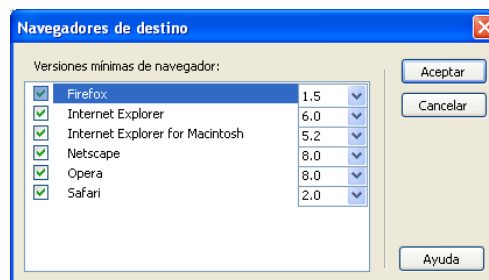 Navegadores de destino
Versiones mínimas de navegador:
Firefox 1.5
Internet Explorer 6.0
Internet Explorer for Macintosh 5.2
Netscape 8.0
Opera 8.0
Safari 2.0
Aceptar
Cancelar
Ayuda